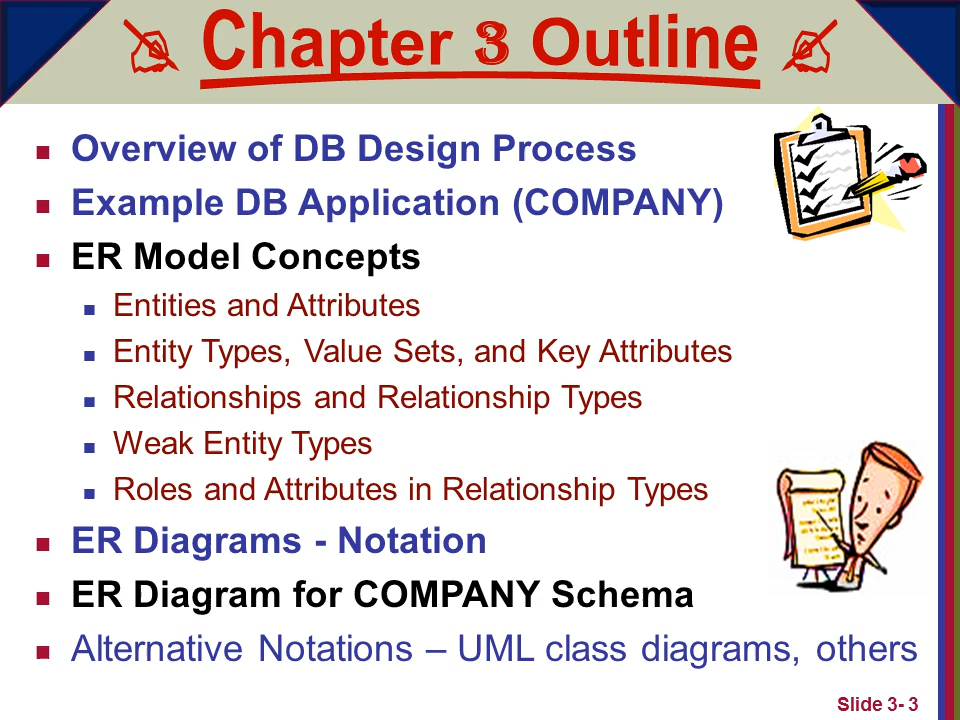 Chapter 3 Outline
Overview of DB Design Process
Example DB Application (COMPANY)
ER Model Concepts
Entities and Attributes
Entity Types, Value Sets, and Key Attributes
Relationships and Relationship Types
Weak Entity Types
Roles and Attributes in Relationship Types
ER Diagrams - Notation
ER Diagram for COMPANY Schema
Alternative Notations – UML class diagrams, others
Slide 3- 3